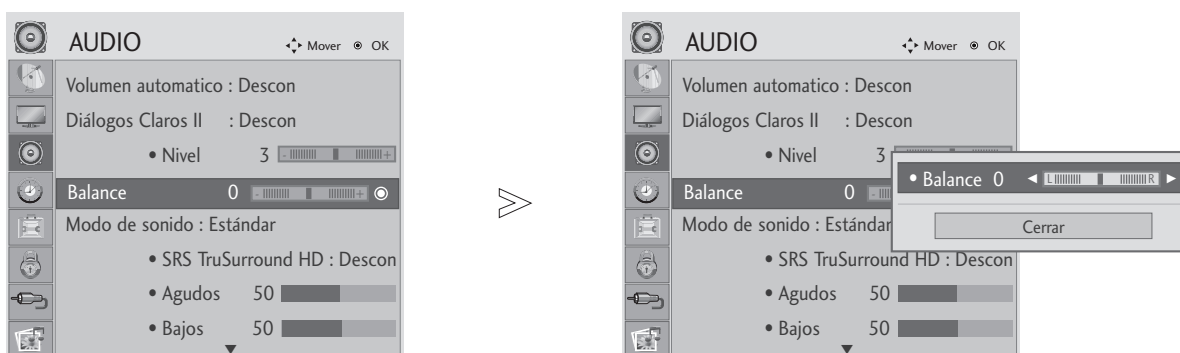 AUDIO
Mover OK
Volumen automatico : Descon
Diálogos Claros II : Descon
• Nivel 3 - +
Balance 0 - +
Modo de sonido : Estándar
• SRS TruSurround HD : Descon
• Agudos 50
• Bajos 50
AUDIO
Mover OK
Volumen automatico : Descon
Diálogos Claros II : Descon
• Nivel 3
Balance 0 -
Modo de sonido : Estándar
• SRS TruSurround HD : Descon
• Agudos 50
• Bajos 50
• Balance 0 L R
Cerrar